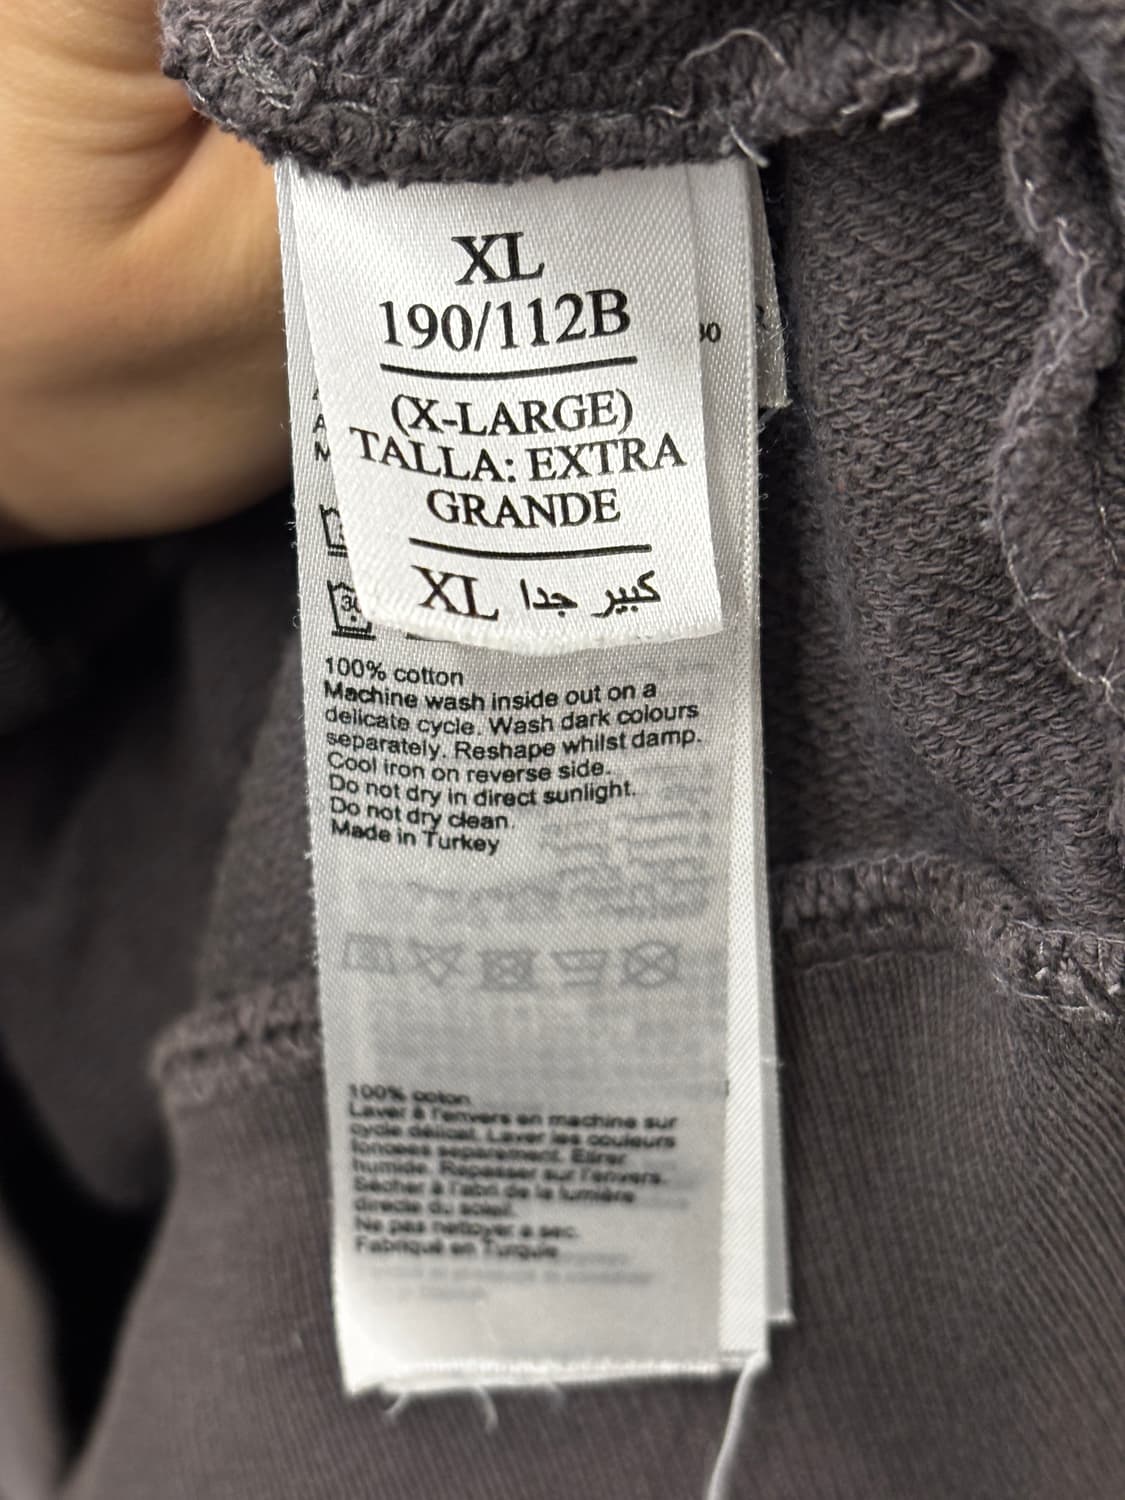 XL
190/112B
(X-LARGE)
TALLA: EXTRA
GRANDE
XL كبير جدا
30
100% cotton
Machine wash inside out on a
delicate cycle. Wash dark colours
separately. Reshape whilst damp.
Cool iron on reverse side.
Do not dry in direct sunlight.
Do not dry clean.
Made in Turkey
100% coton
Laver à l'envers en machine sur
cycle délicat. Laver les couleurs
foncées séparément. Étirer
humide. Repasser sur l'envers.
Sécher à l'abri de la lumière
directe du soleil.
Ne pas nettoyer à sec.
Fabriqué en Turquie